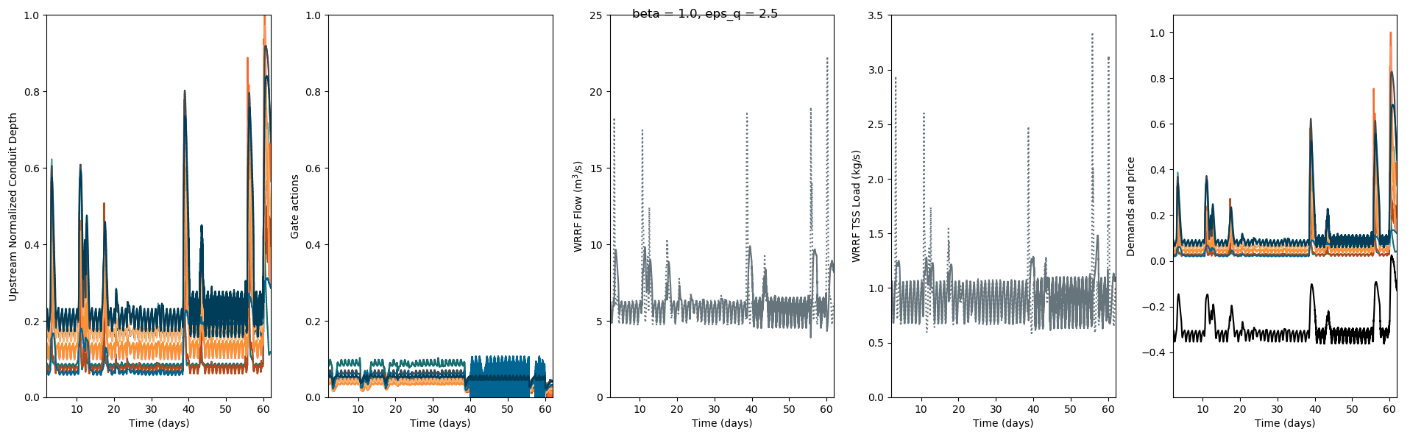 beta = 1.0, eps_q = 2.5
Upstream Normalized Conduit Depth
1.0
0.8
0.6
0.4
0.2
0.0
10 20 30 40 50 60
Time (days)
Gate actions
1.0
0.8
0.6
0.4
0.2
0.0
10 20 30 40 50 60
Time (days)
WRRF Flow (m³/s)
25
20
15
10
5
0
10 20 30 40 50 60
Time (days)
WRRF TSS Load (kg/s)
3.5
3.0
2.5
2.0
1.5
1.0
0.5
0.0
10 20 30 40 50 60
Time (days)
Demands and price
1.0
0.8
0.6
0.4
0.2
0.0
−0.2
−0.4
10 20 30 40 50 60
Time (days)